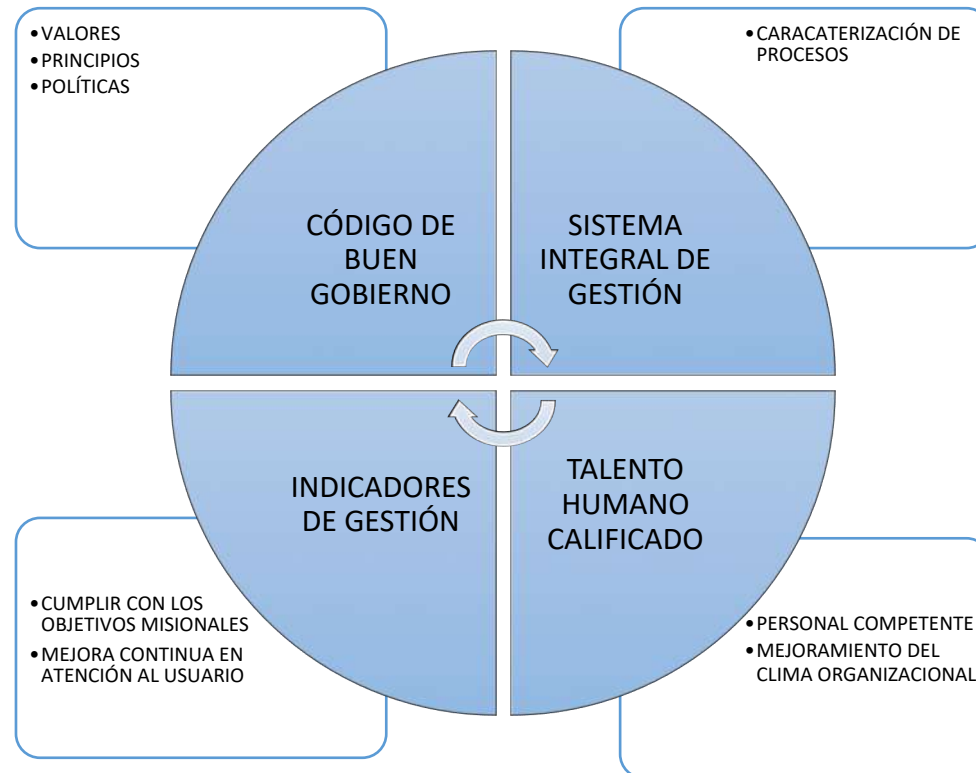 •VALORES
•PRINCIPIOS
•POLÍTICAS
•CARACATERIZACIÓN DE
PROCESOS
CÓDIGO DE
BUEN
GOBIERNO
SISTEMA
INTEGRAL DE
GESTIÓN
INDICADORES
DE GESTIÓN
TALENTO
HUMANO
CALIFICADO
•CUMPLIR CON LOS
OBJETIVOS MISIONALES
•MEJORA CONTINUA EN
ATENCIÓN AL USUARIO
•PERSONAL COMPETENTE
•MEJORAMIENTO DEL
CLIMA ORGANIZACIONAL